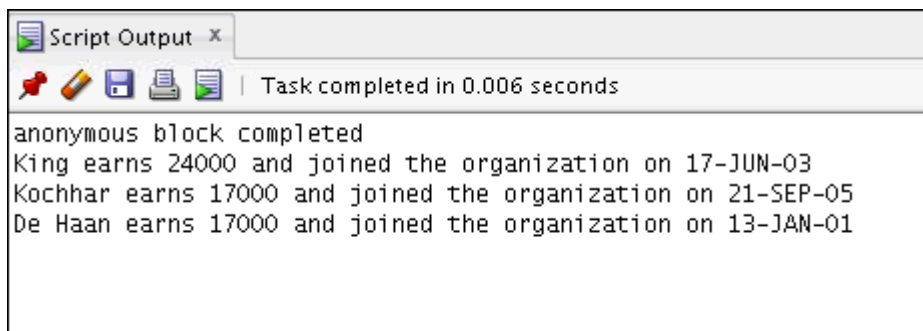 Script Output x
Task completed in 0.006 seconds
anonymous block completed
King earns 24000 and joined the organization on 17-JUN-03
Kochhar earns 17000 and joined the organization on 21-SEP-05
De Haan earns 17000 and joined the organization on 13-JAN-01